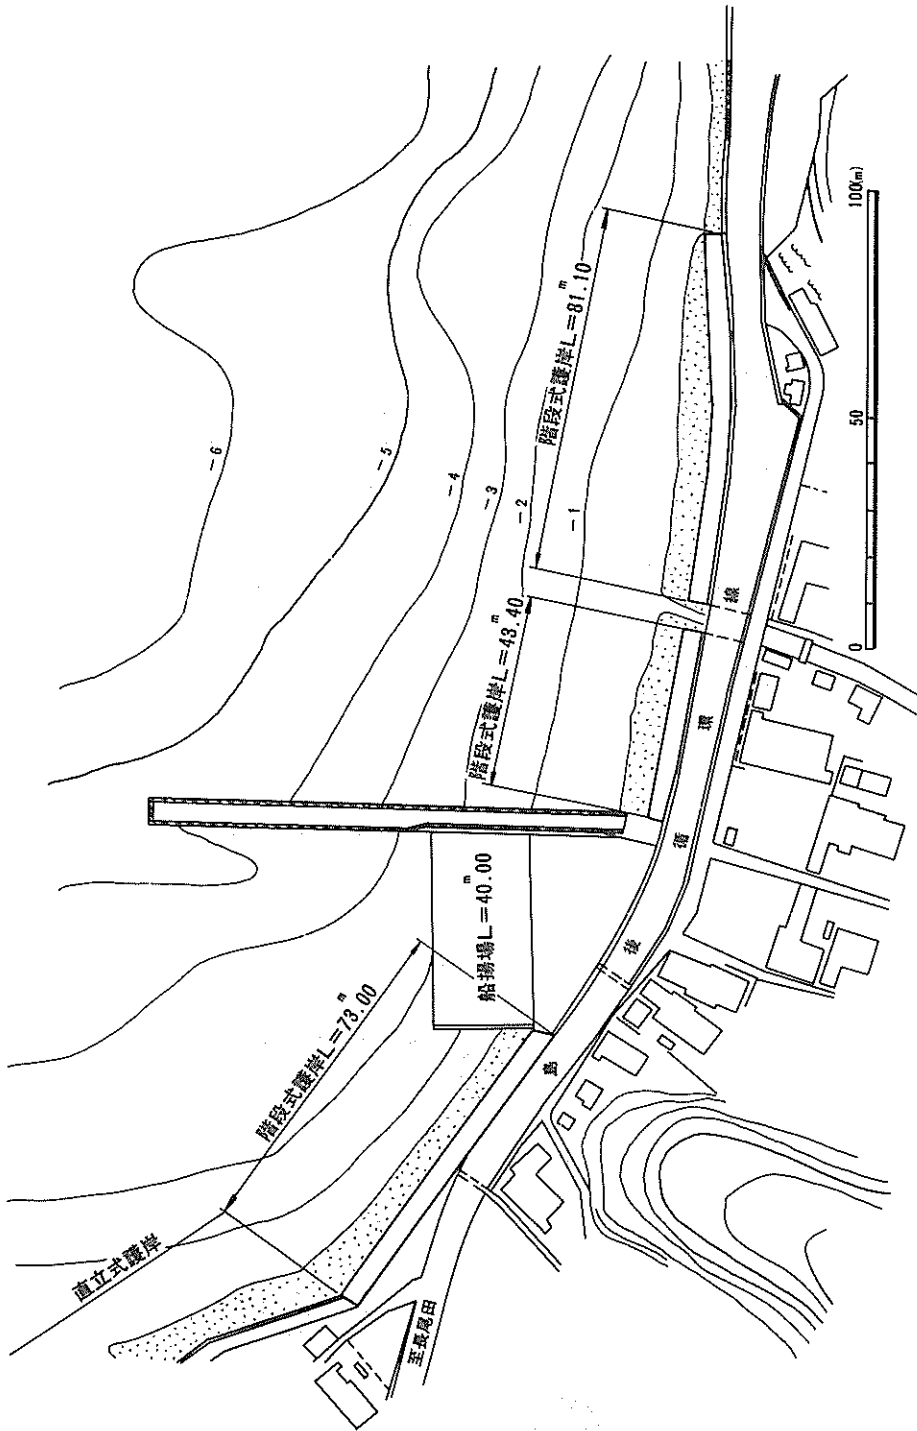 直立式護岸
階段式護岸L=73.00m
船揚場L=40.00m
階段式護岸L=43.40m
階段式護岸L=81.10m
-6
-5
-4
-3
-2
-1
島後循環線
至長尾田
0
50
100(m)